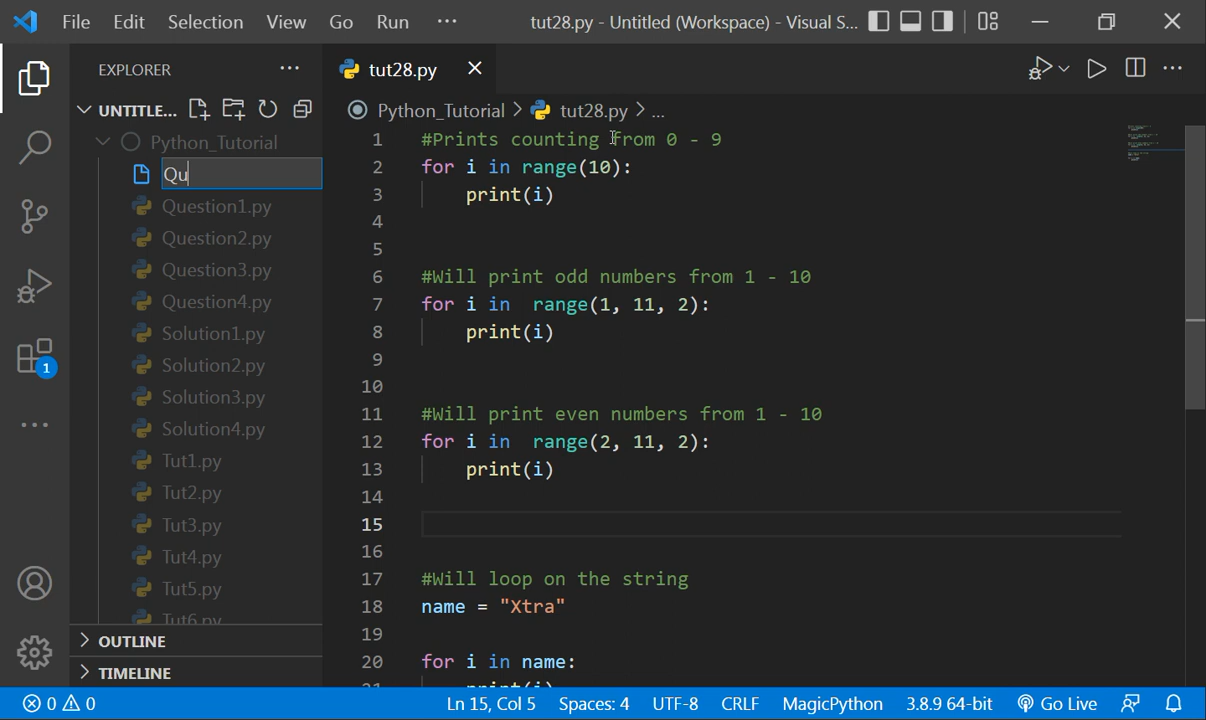 File Edit Selection View Go Run ··· tut28.py - Untitled (Workspace) - Visual S...
EXPLORER ··· tut28.py
UNTITLE... Python_Tutorial > tut28.py > ...
Python_Tutorial
Qu
Question1.py
Question2.py
Question3.py
Question4.py
Solution1.py
Solution2.py
Solution3.py
Solution4.py
Tut1.py
Tut2.py
Tut3.py
Tut4.py
Tut5.py
Tut6.py
OUTLINE
TIMELINE
1
1 #Prints counting from 0 - 9
2 for i in range(10):
3 print(i)
4
5
6 #Will print odd numbers from 1 - 10
7 for i in  range(1, 11, 2):
8 print(i)
9
10
11 #Will print even numbers from 1 - 10
12 for i in  range(2, 11, 2):
13 print(i)
14
15
16
17 #Will loop on the string
18 name = "Xtra"
19
20 for i in name:
21 print(i)
0 0 Ln 15, Col 5 Spaces: 4 UTF-8 CRLF MagicPython 3.8.9 64-bit Go Live